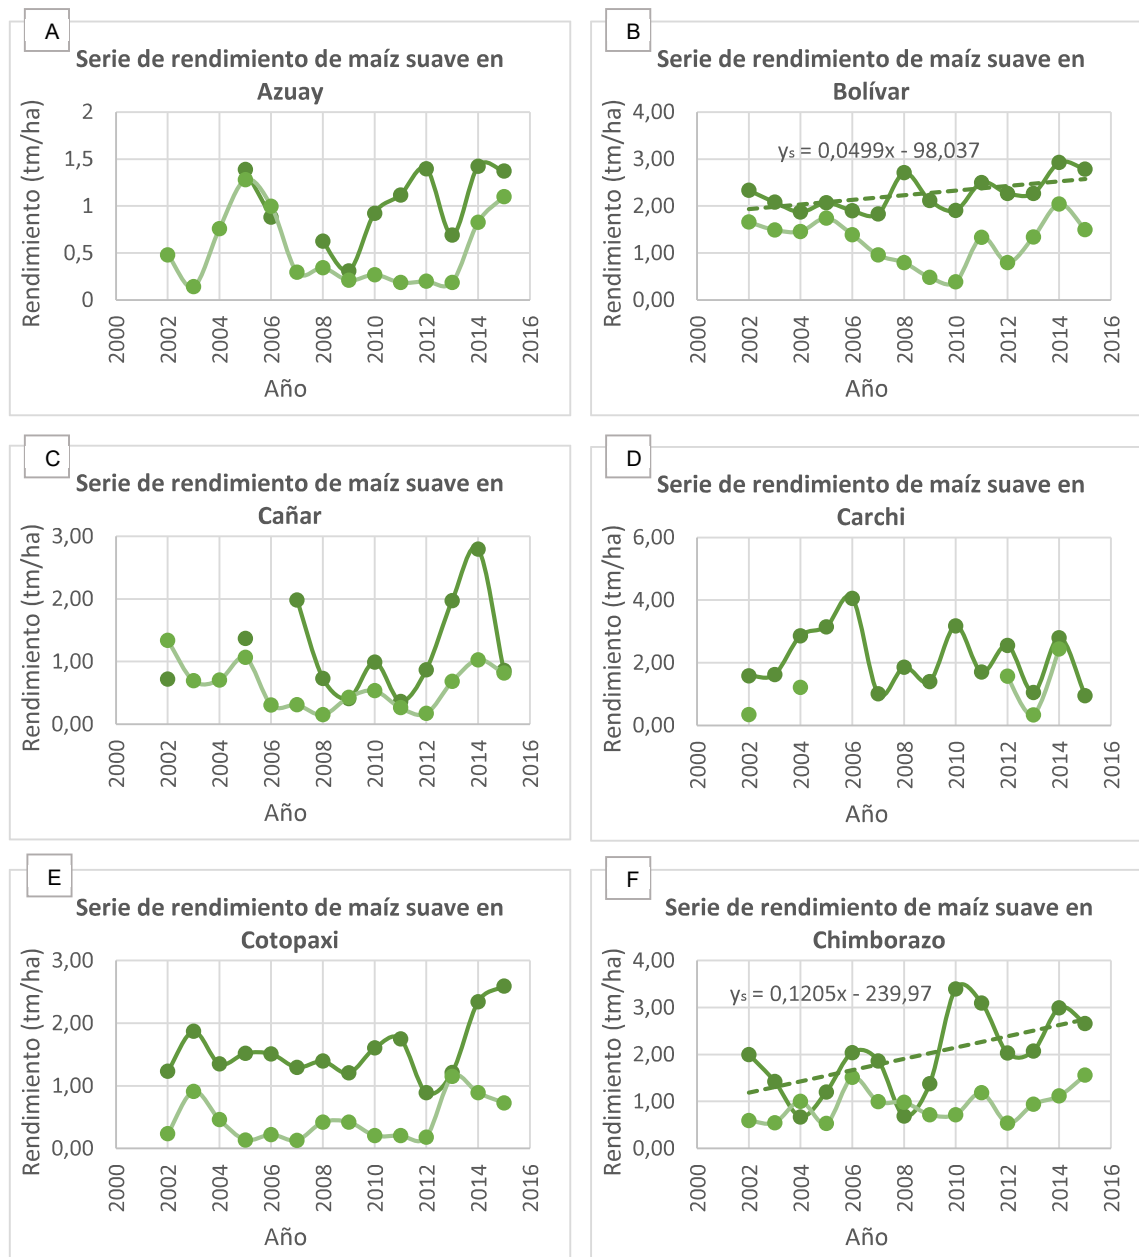 A
Serie de rendimiento de maíz suave en
Azuay
Rendimiento (tm/ha)
2
1,5
1
0,5
0
2000
2002
2004
2006
2008
2010
2012
2014
2016
Año
B
Serie de rendimiento de maíz suave en
Bolívar
Rendimiento (tm/ha)
4,00
3,00
2,00
1,00
0,00
yₛ = 0,0499x - 98,037
2000
2002
2004
2006
2008
2010
2012
2014
2016
Año
C
Serie de rendimiento de maíz suave en
Cañar
Rendimiento (tm/ha)
3,00
2,00
1,00
0,00
2000
2002
2004
2006
2008
2010
2012
2014
2016
Año
D
Serie de rendimiento de maíz suave en
Carchi
Rendimiento (tm/ha)
6,00
4,00
2,00
0,00
2000
2002
2004
2006
2008
2010
2012
2014
2016
Año
E
Serie de rendimiento de maíz suave en
Cotopaxi
Rendimiento (tm/ha)
3,00
2,00
1,00
0,00
2000
2002
2004
2006
2008
2010
2012
2014
2016
Año
F
Serie de rendimiento de maíz suave en
Chimborazo
Rendimiento (tm/ha)
4,00
3,00
2,00
1,00
0,00
yₛ = 0,1205x - 239,97
2000
2002
2004
2006
2008
2010
2012
2014
2016
Año